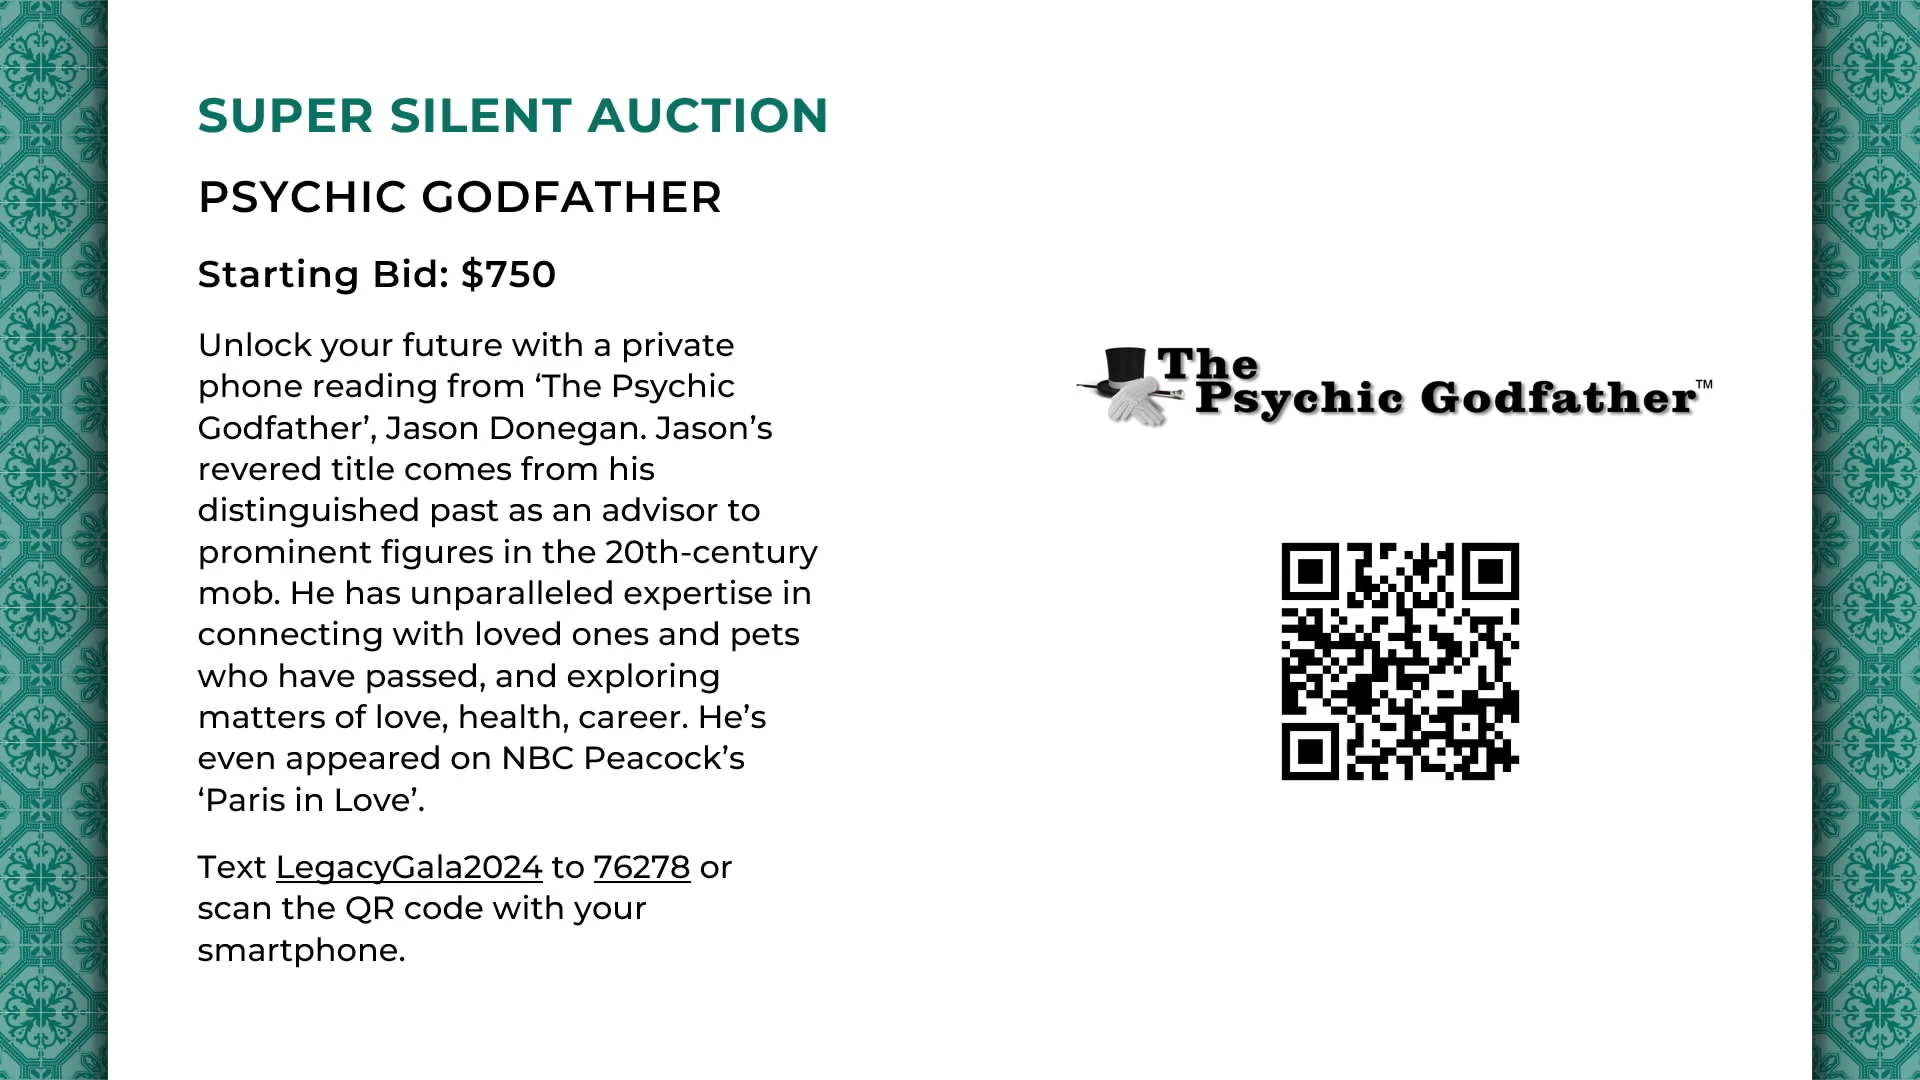 SUPER SILENT AUCTION
PSYCHIC GODFATHER
Starting Bid: $750
Unlock your future with a private
phone reading from ‘The Psychic
Godfather’, Jason Donegan. Jason’s
revered title comes from his
distinguished past as an advisor to
prominent figures in the 20th-century
mob. He has unparalleled expertise in
connecting with loved ones and pets
who have passed, and exploring
matters of love, health, career. He’s
even appeared on NBC Peacock’s
‘Paris in Love’.
Text LegacyGala2024 to 76278 or
scan the QR code with your
smartphone.
The
Psychic Godfather™